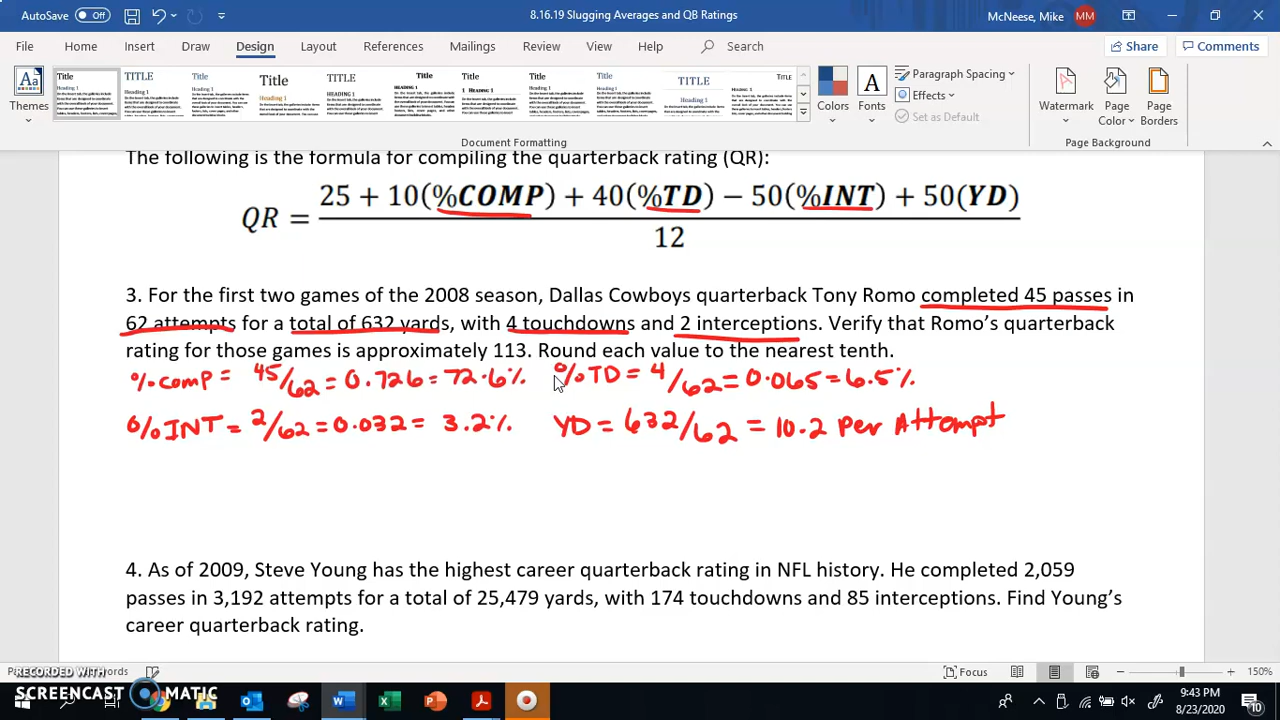 AutoSave Off 8.16.19 Slugging Averages and QB Ratings McNeese, Mike MM
File Home Insert Draw Design Layout References Mailings Review View Help Search Share Comments
Themes Colors Fonts Paragraph Spacing Effects Set as Default Watermark Page Color Page Borders
Document Formatting Page Background
The following is the formula for compiling the quarterback rating (QR):
QR = 25 + 10(%COMP) + 40(%TD) − 50(%INT) + 50(YD) / 12
3. For the first two games of the 2008 season, Dallas Cowboys quarterback Tony Romo completed 45 passes in
62 attempts for a total of 632 yards, with 4 touchdowns and 2 interceptions. Verify that Romo's quarterback
rating for those games is approximately 113. Round each value to the nearest tenth.
%comP = 45/62 = 0.726 = 72.6% %TD = 4/62 = 0.065 = 6.5%
%INT = 2/62 = 0.032 = 3.2% YD = 632/62 = 10.2 Per Attempt
4. As of 2009, Steve Young has the highest career quarterback rating in NFL history. He completed 2,059
passes in 3,192 attempts for a total of 25,479 yards, with 174 touchdowns and 85 interceptions. Find Young's
career quarterback rating.
Focus 150%
RECORDED WITH
SCREENCAST MATIC
9:43 PM
8/23/2020
10